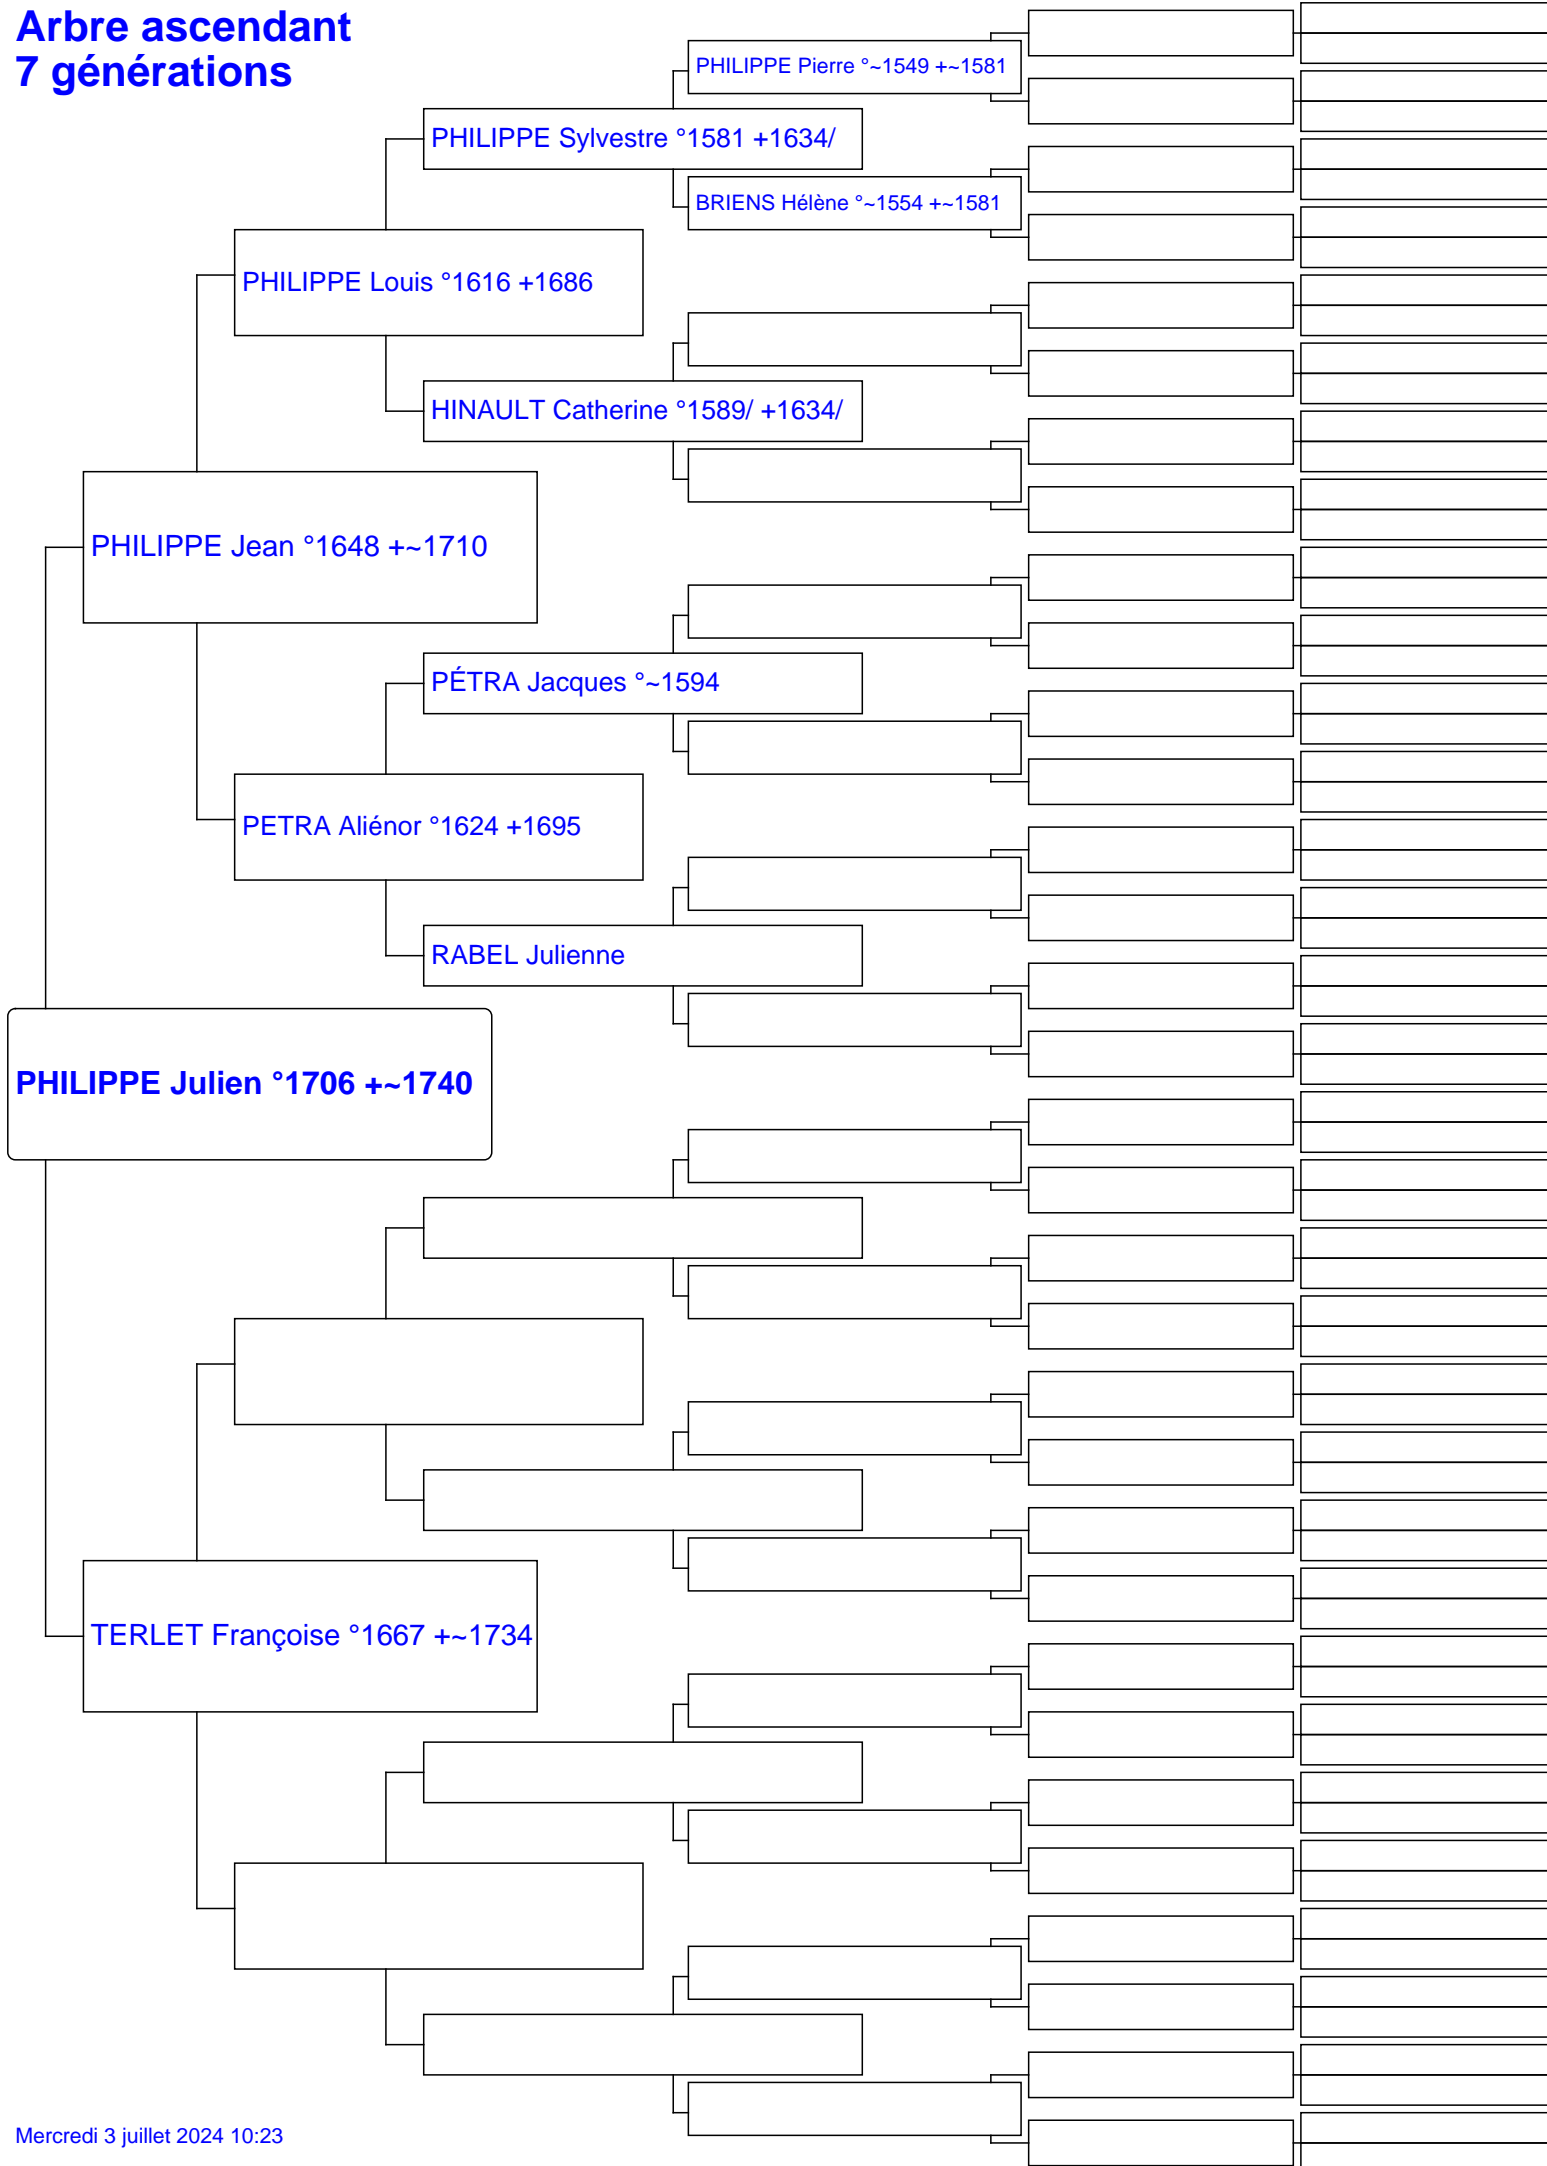 Arbre ascendant
7 générations
PHILIPPE Pierre °~1549 +~1581
PHILIPPE Sylvestre °1581 +1634/
BRIENS Hélène °~1554 +~1581
PHILIPPE Louis °1616 +1686
HINAULT Catherine °1589/ +1634/
PHILIPPE Jean °1648 +~1710
PÉTRA Jacques °~1594
PETRA Aliénor °1624 +1695
RABEL Julienne
PHILIPPE Julien °1706 +~1740
TERLET Françoise °1667 +~1734
Mercredi 3 juillet 2024 10:23